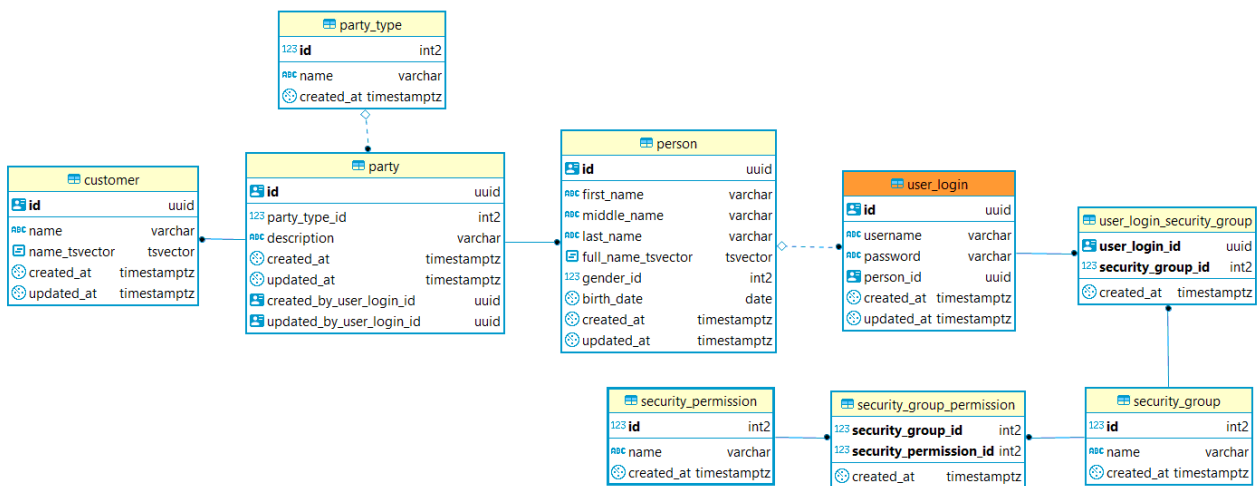 party_type
123 id int2
ABC name varchar
created_at timestamptz
customer
id uuid
ABC name varchar
name_tsvector tsvector
created_at timestamptz
updated_at timestamptz
party
id uuid
123 party_type_id int2
ABC description varchar
created_at timestamptz
updated_at timestamptz
created_by_user_login_id uuid
updated_by_user_login_id uuid
person
id uuid
ABC first_name varchar
ABC middle_name varchar
ABC last_name varchar
full_name_tsvector tsvector
123 gender_id int2
birth_date date
created_at timestamptz
updated_at timestamptz
user_login
id uuid
ABC username varchar
ABC password varchar
person_id uuid
created_at timestamptz
updated_at timestamptz
user_login_security_group
user_login_id uuid
123 security_group_id int2
created_at timestamptz
security_permission
123 id int2
ABC name varchar
created_at timestamptz
security_group_permission
123 security_group_id int2
123 security_permission_id int2
created_at timestamptz
security_group
123 id int2
ABC name varchar
created_at timestamptz